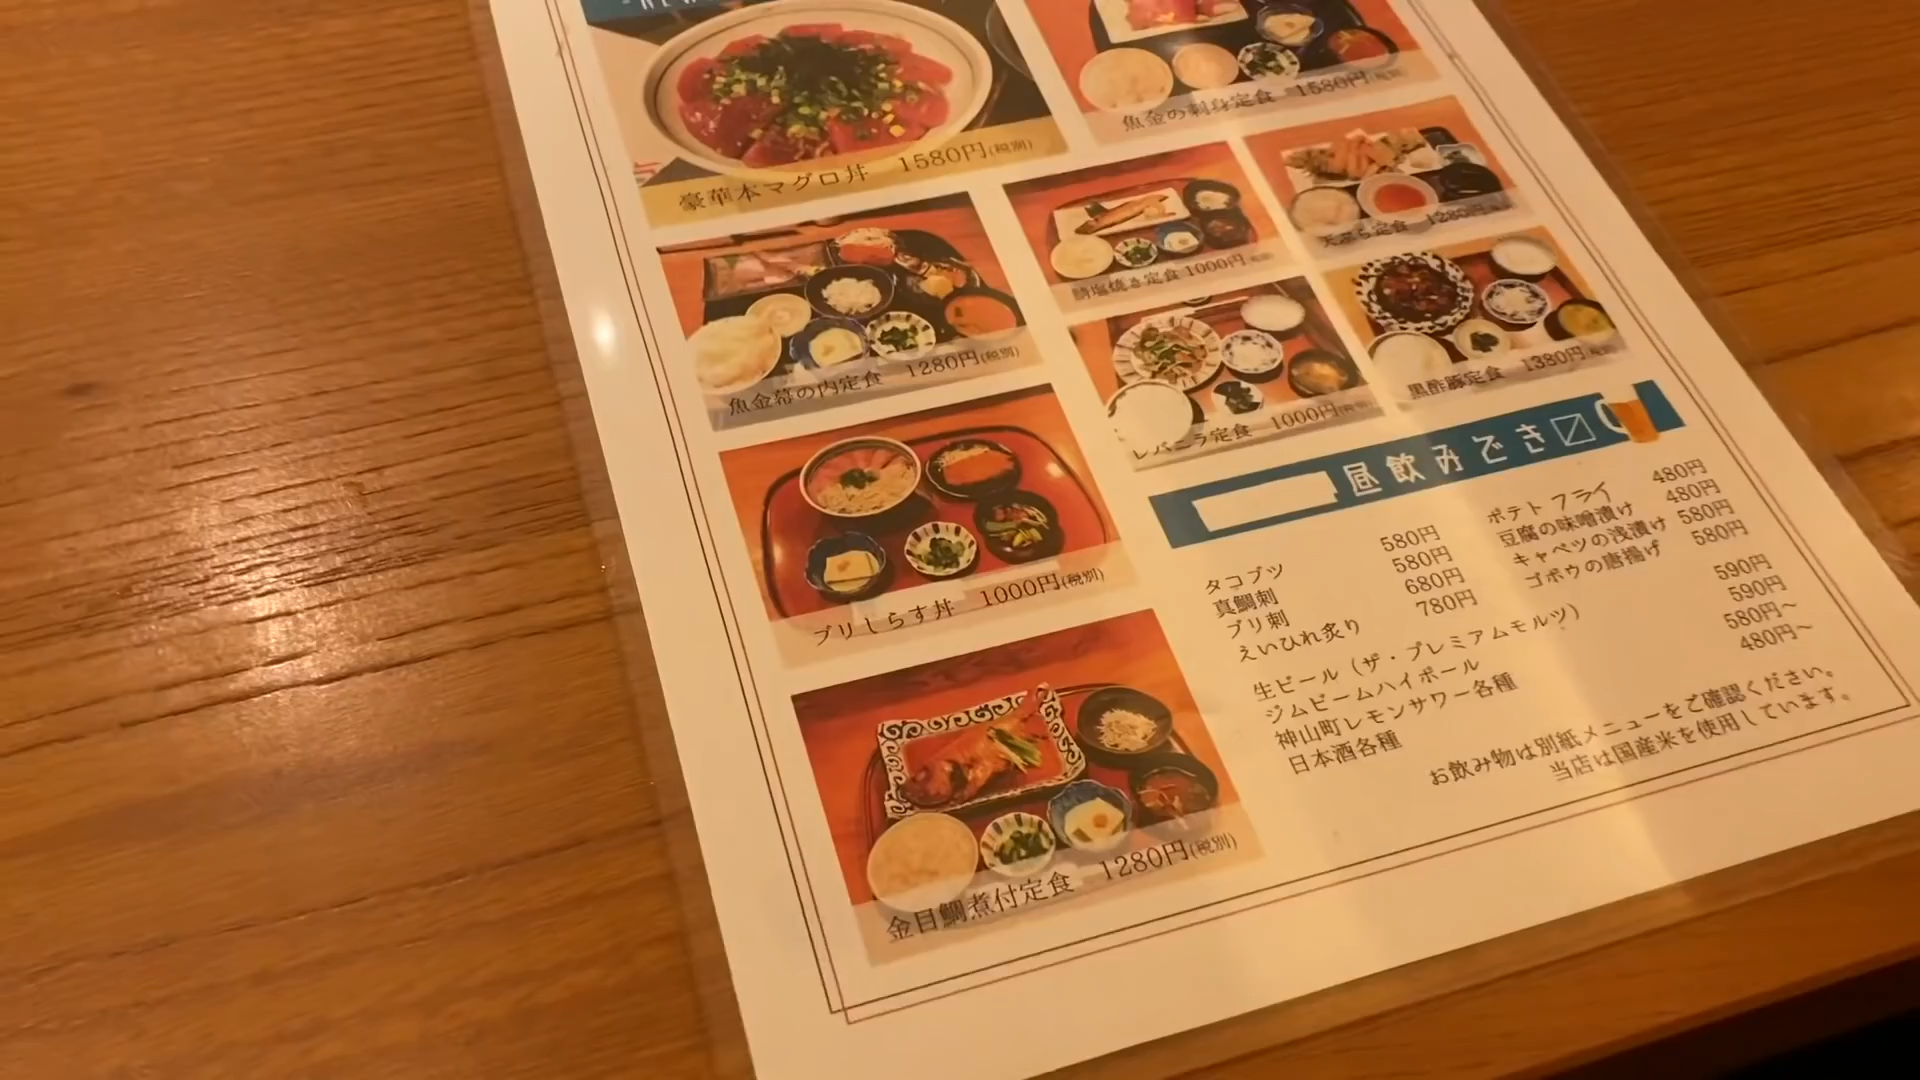 豪華本マグロ丼 1580円(税別)
魚金の刺身定食 1580円(税別)
魚金幕の内定食 1280円(税別)
鯖塩焼き定食 1000円(税別)
天ぷら定食 1280円
レバニラ定食 1000円(税別)
黒酢豚定食 1380円
ブリしらす丼 1000円(税別)
金目鯛煮付定食 1280円(税別)
昼飲みでき
タコブツ 580円
真鯛刺 580円
ブリ刺 680円
えいひれ炙り 780円
ポテトフライ 480円
豆腐の味噌漬け 480円
キャベツの浅漬け 580円
ゴボウの唐揚げ 580円
生ビール(ザ・プレミアムモルツ) 590円
ジムビームハイボール 590円
神山町レモンサワー各種 580円～
日本酒各種 480円～
お飲み物は別紙メニューをご確認ください。
当店は国産米を使用しています。